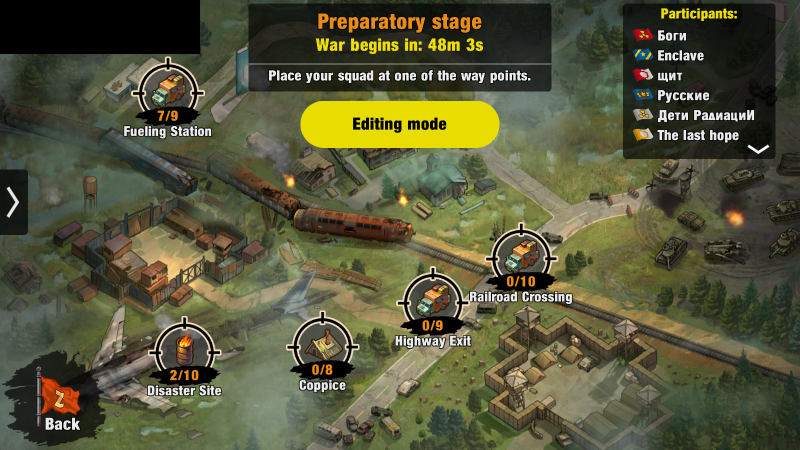 Preparatory stage
War begins in: 48m 3s
Place your squad at one of the way points.
Editing mode
Participants:
Боги
Enclave
щит
Русские
Дети РадиациИ
The last hope
7/9
Fueling Station
0/10
Railroad Crossing
0/9
Highway Exit
0/8
Coppice
2/10
Disaster Site
Z
Back